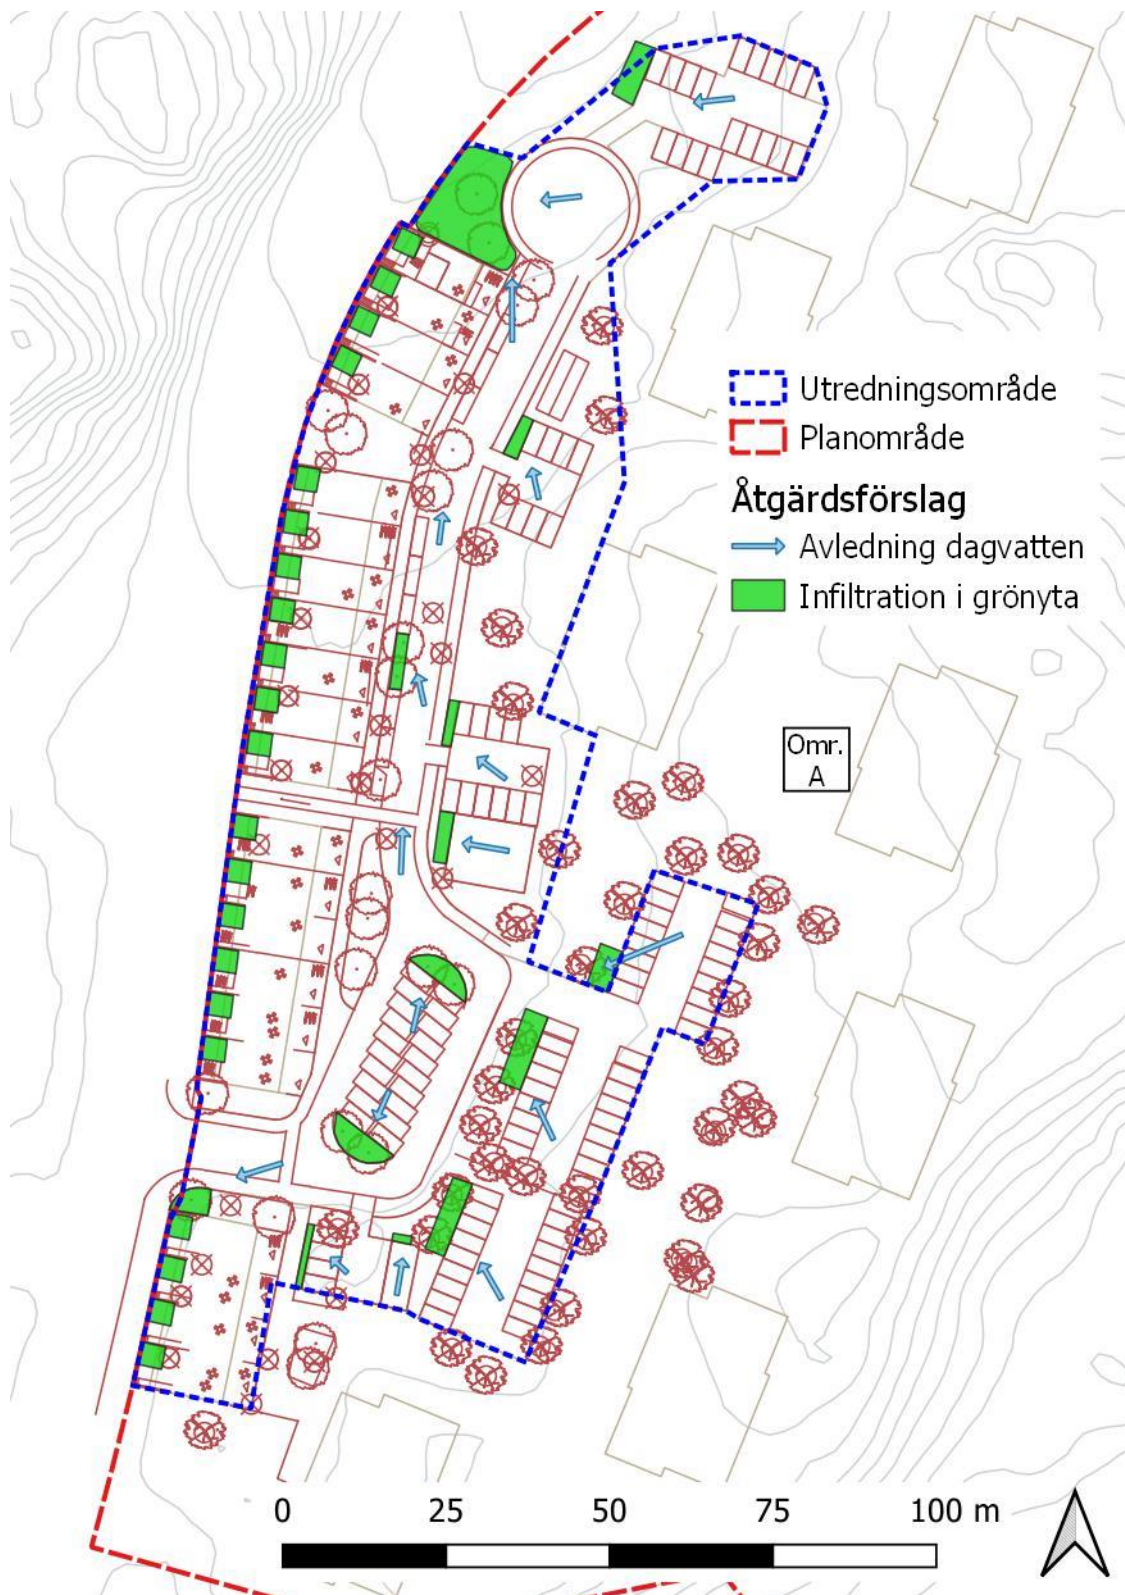 Utredningsområde
Planområde
Åtgärdsförslag
Avledning dagvatten
Infiltration i grönyta
Omr.
A
0 25 50 75 100 m